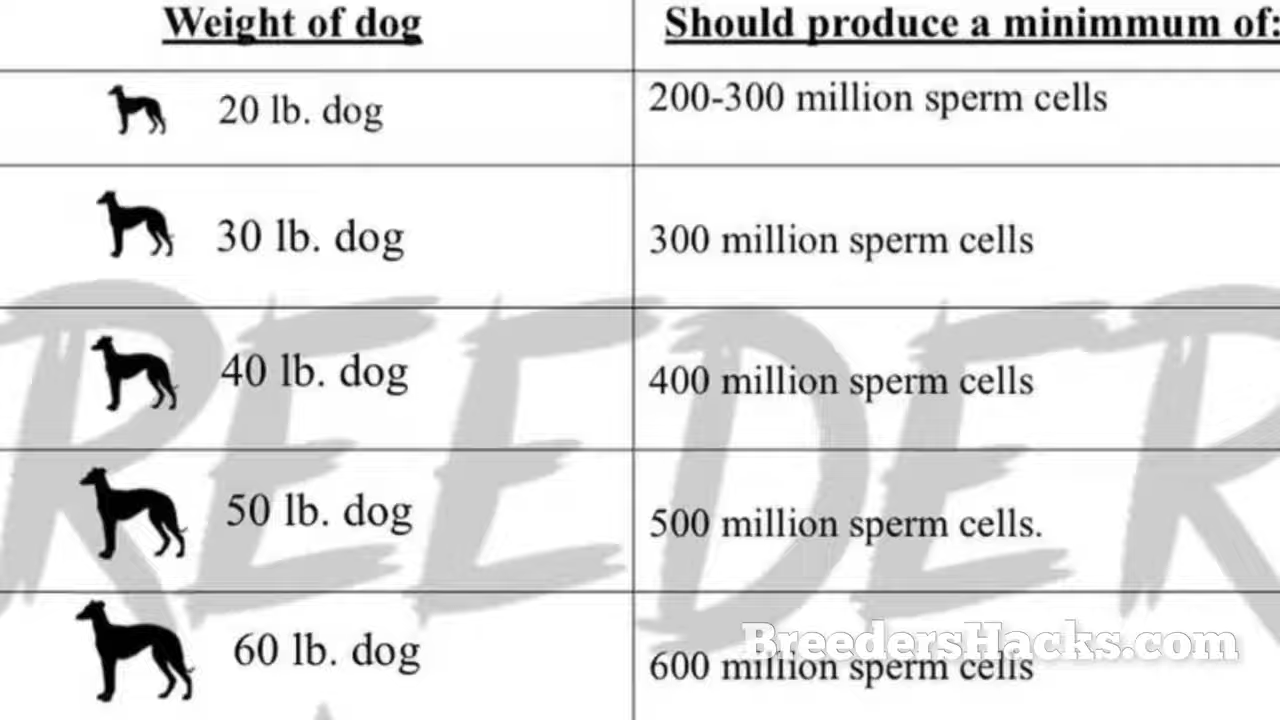 Weight of dog Should produce a minimmum of:
20 lb. dog 200-300 million sperm cells
30 lb. dog 300 million sperm cells
40 lb. dog 400 million sperm cells
50 lb. dog 500 million sperm cells.
60 lb. dog 600 million sperm cells
REEDER
BreedersHacks.com